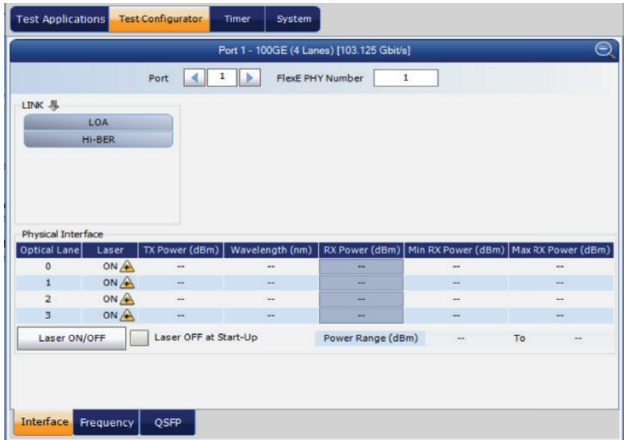 Test Applications Test Configurator Timer System
Port 1 - 100GE (4 Lanes) [103.125 Gbit/s]
Port 1 FlexE PHY Number 1
LINK
LOA
Hi-BER
Physical Interface
Optical Lane Laser TX Power (dBm) Wavelength (nm) RX Power (dBm) Min RX Power (dBm) Max RX Power (dBm)
0 ON -- -- -- -- --
1 ON -- -- -- -- --
2 ON -- -- -- -- --
3 ON -- -- -- -- --
Laser ON/OFF Laser OFF at Start-Up Power Range (dBm) -- To --
Interface Frequency QSFP